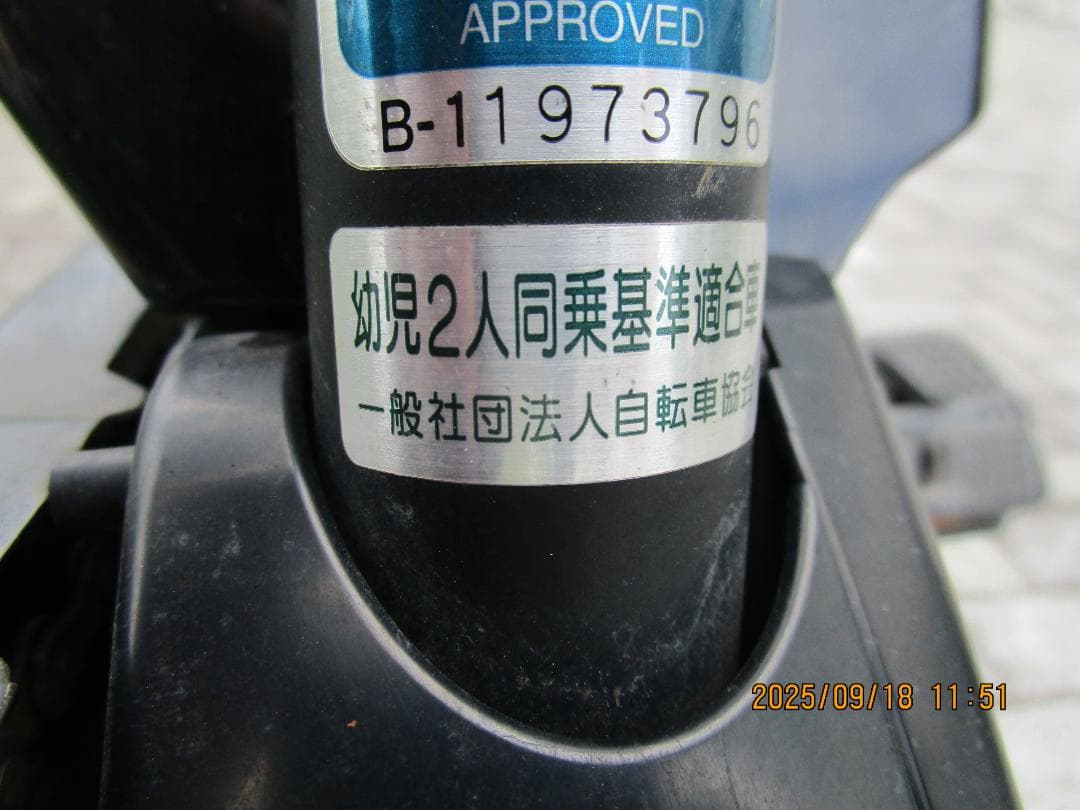 APPROVED
B-11973796
幼児2人同乗基準適合車
一般社団法人自転車協会
2025/09/18 11:51